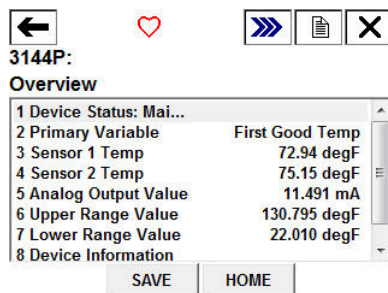 3144P:
Overview
1 Device Status: Mai...
2 Primary Variable First Good Temp
3 Sensor 1 Temp 72.94 degF
4 Sensor 2 Temp 75.15 degF
5 Analog Output Value 11.491 mA
6 Upper Range Value 130.795 degF
7 Lower Range Value 22.010 degF
8 Device Information
SAVE HOME